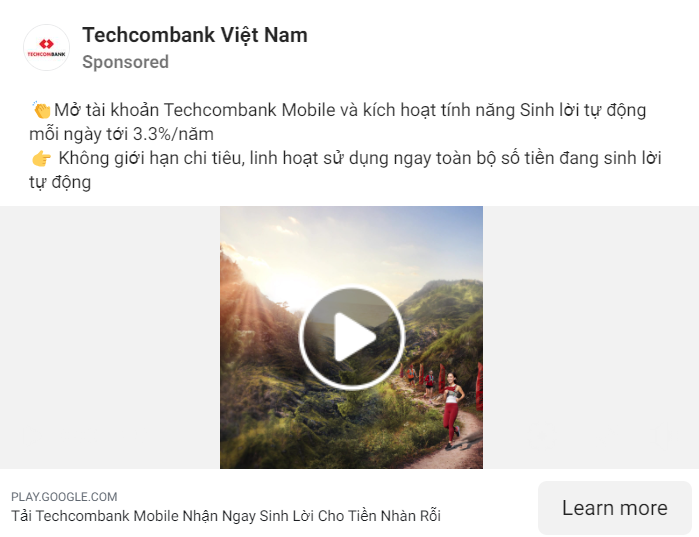 Techcombank Việt Nam
TECHCOMBANK
Sponsored
👏Mở tài khoản Techcombank Mobile và kích hoạt tính năng Sinh lời tự động
mỗi ngày tới 3.3%/năm
👉 Không giới hạn chi tiêu, linh hoạt sử dụng ngay toàn bộ số tiền đang sinh lời
tự động
PLAY.GOOGLE.COM
Tải Techcombank Mobile Nhận Ngay Sinh Lời Cho Tiền Nhàn Rỗi
Learn more